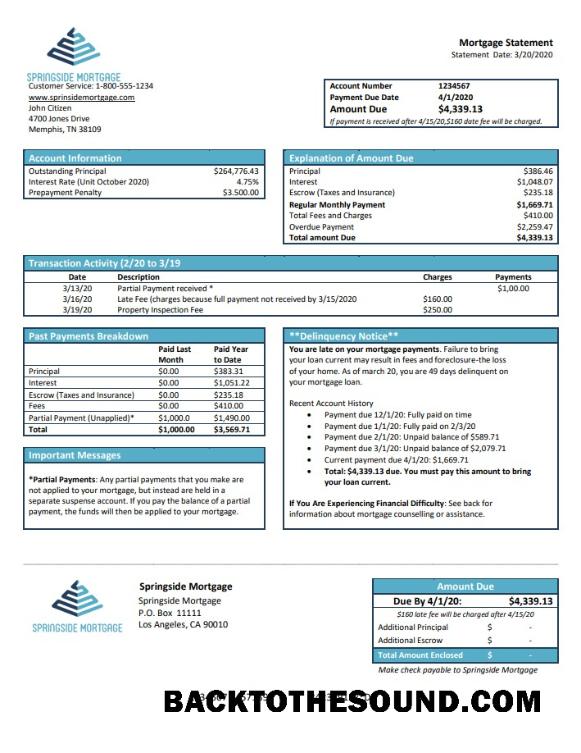 Mortgage Statement
Statement Date: 3/20/2020
SPRINGSIDE MORTGAGE
Customer Service: 1-800-555-1234
www.sprinsidemortgage.com
John Citizen
4700 Jones Drive
Memphis, TN 38109
Account Number 1234567
Payment Due Date 4/1/2020
Amount Due $4,339.13
If payment is received after 4/15/20,$160 date fee will be charged.
Account Information
Outstanding Principal $264,776.43
Interest Rate (Unit October 2020) 4.75%
Prepayment Penalty $3.500.00
Explanation of Amount Due
Principal $386.46
Interest $1,048.07
Escrow (Taxes and Insurance) $235.18
Regular Monthly Payment $1,669.71
Total Fees and Charges $410.00
Overdue Payment $2,259.47
Total amount Due $4,339.13
Transaction Activity (2/20 to 3/19
Date Description Charges Payments
3/13/20 Partial Payment received * $1,00.00
3/16/20 Late Fee (charges because full payment not received by 3/15/2020 $160.00
3/19/20 Property Inspection Fee $250.00
Past Payments Breakdown
Paid Last Month Paid Year to Date
Principal $0.00 $383.31
Interest $0.00 $1,051.22
Escrow (Taxes and Insurance) $0.00 $235.18
Fees $0.00 $410.00
Partial Payment (Unapplied)* $1,000.0 $1,490.00
Total $1,000.00 $3,569.71
Important Messages
*Partial Payments: Any partial payments that you make are
not applied to your mortgage, but instead are held in a
separate suspense account. If you pay the balance of a partial
payment, the funds will then be applied to your mortgage.
**Delinquency Notice**
You are late on your mortgage payments. Failure to bring
your loan current may result in fees and foreclosure-the loss
of your home. As of march 20, you are 49 days delinquent on
your mortgage loan.
Recent Account History
• Payment due 12/1/20: Fully paid on time
• Payment due 1/1/20: Fully paid on 2/3/20
• Payment due 2/1/20: Unpaid balance of $589.71
• Payment due 3/1/20: Unpaid balance of $2,079.71
• Current payment due 4/1/20: $1,669.71
• Total: $4,339.13 due. You must pay this amount to bring
your loan current.
If You Are Experiencing Financial Difficulty: See back for
information about mortgage counselling or assistance.
SPRINGSIDE MORTGAGE
Springside Mortgage
Springside Mortgage
P.O. Box 11111
Los Angeles, CA 90010
Amount Due
Due By 4/1/20: $4,339.13
$160 late fee will be charged after 4/15/20
Additional Principal $ -
Additional Escrow $ -
Total Amount Enclosed $ -
Make check payable to Springside Mortgage
BACKTOTHESOUND.COM